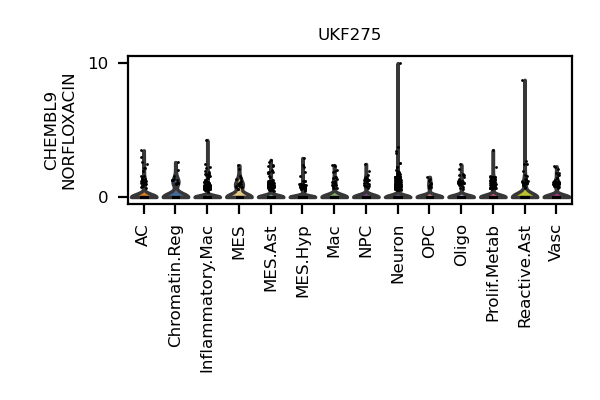 UKF275
CHEMBL9
NORFLOXACIN
10
0
AC
Chromatin.Reg
Inflammatory.Mac
MES
MES.Ast
MES.Hyp
Mac
NPC
Neuron
OPC
Oligo
Prolif.Metab
Reactive.Ast
Vasc